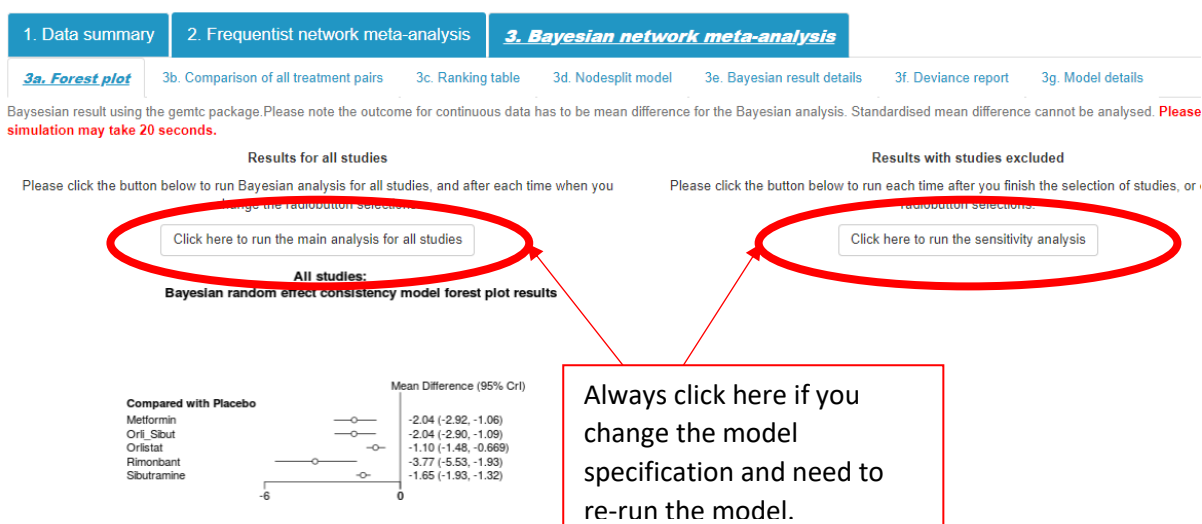 1. Data summary 2. Frequentist network meta-analysis 3. Bayesian network meta-analysis
3a. Forest plot 3b. Comparison of all treatment pairs 3c. Ranking table 3d. Nodesplit model 3e. Bayesian result details 3f. Deviance report 3g. Model details
Baysesian result using the gemtc package.Please note the outcome for continuous data has to be mean difference for the Bayesian analysis. Standardised mean difference cannot be analysed. Please
simulation may take 20 seconds.
Results for all studies
Please click the button below to run Bayesian analysis for all studies, and after each time when you
change the radiobutton selections.
Click here to run the main analysis for all studies
All studies:
Bayesian random effect consistency model forest plot results
Mean Difference (95% CrI)
Compared with Placebo
Metformin -2.04 (-2.92, -1.06)
Orli_Sibut -2.04 (-2.90, -1.09)
Orlistat -1.10 (-1.48, -0.669)
Rimonbant -3.77 (-5.53, -1.93)
Sibutramine -1.65 (-1.93, -1.32)
-6 0
Results with studies excluded
Please click the button below to run each time after you finish the selection of studies, or
radiobutton selections.
Click here to run the sensitivity analysis
Always click here if you
change the model
specification and need to
re-run the model.